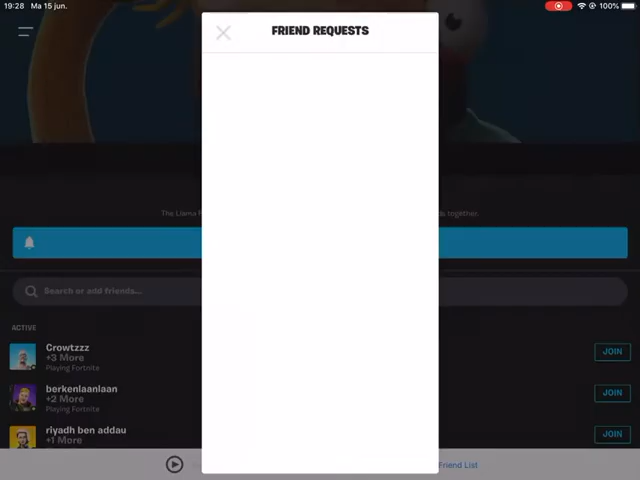 19:28 Ma 15 jun.
100%
FRIEND REQUESTS
The Llama
together.
Search or add friends...
ACTIVE
Crowtzzz
+3 More
Playing Fortnite
JOIN
berkenlaanlaan
+2 More
Playing Fortnite
JOIN
riyadh ben addau
+1 More
JOIN
Friend List